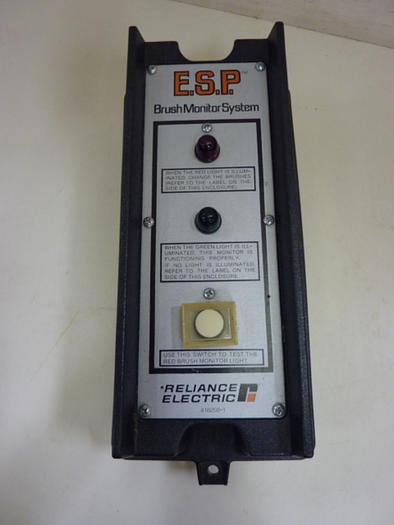 E.S.P.™
Brush Monitor System
WHEN THE RED LIGHT IS ILLUM-
INATED, CHANGE THE BRUSHES
(REFER TO THE LABEL ON THE
SIDE OF THIS ENCLOSURE).
WHEN THE GREEN LIGHT IS ILL-
UMINATED, THIS MONITOR IS
FUNCTIONING PROPERLY.
IF NO LIGHT IS ILLUMINATED,
REFER TO THE LABEL ON THE
SIDE OF THIS ENCLOSURE.
USE THIS SWITCH TO TEST THE
RED BRUSH MONITOR LIGHT.
RELIANCE
ELECTRIC